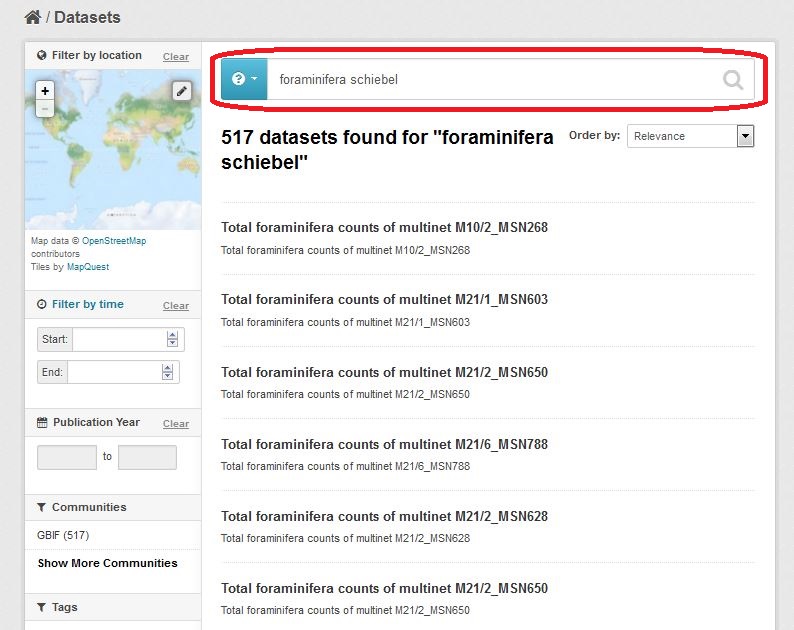 / Datasets
Filter by location Clear
+
-
Map data © OpenStreetMap
contributors
Tiles by MapQuest
Filter by time Clear
Start:
End:
Publication Year Clear
to
Communities
GBIF (517)
Show More Communities
Tags
?
foraminifera schiebel
517 datasets found for "foraminifera
schiebel"
Order by: Relevance
Total foraminifera counts of multinet M10/2_MSN268
Total foraminifera counts of multinet M10/2_MSN268
Total foraminifera counts of multinet M21/1_MSN603
Total foraminifera counts of multinet M21/1_MSN603
Total foraminifera counts of multinet M21/2_MSN650
Total foraminifera counts of multinet M21/2_MSN650
Total foraminifera counts of multinet M21/6_MSN788
Total foraminifera counts of multinet M21/6_MSN788
Total foraminifera counts of multinet M21/2_MSN628
Total foraminifera counts of multinet M21/2_MSN628
Total foraminifera counts of multinet M21/2_MSN650
Total foraminifera counts of multinet M21/2_MSN650